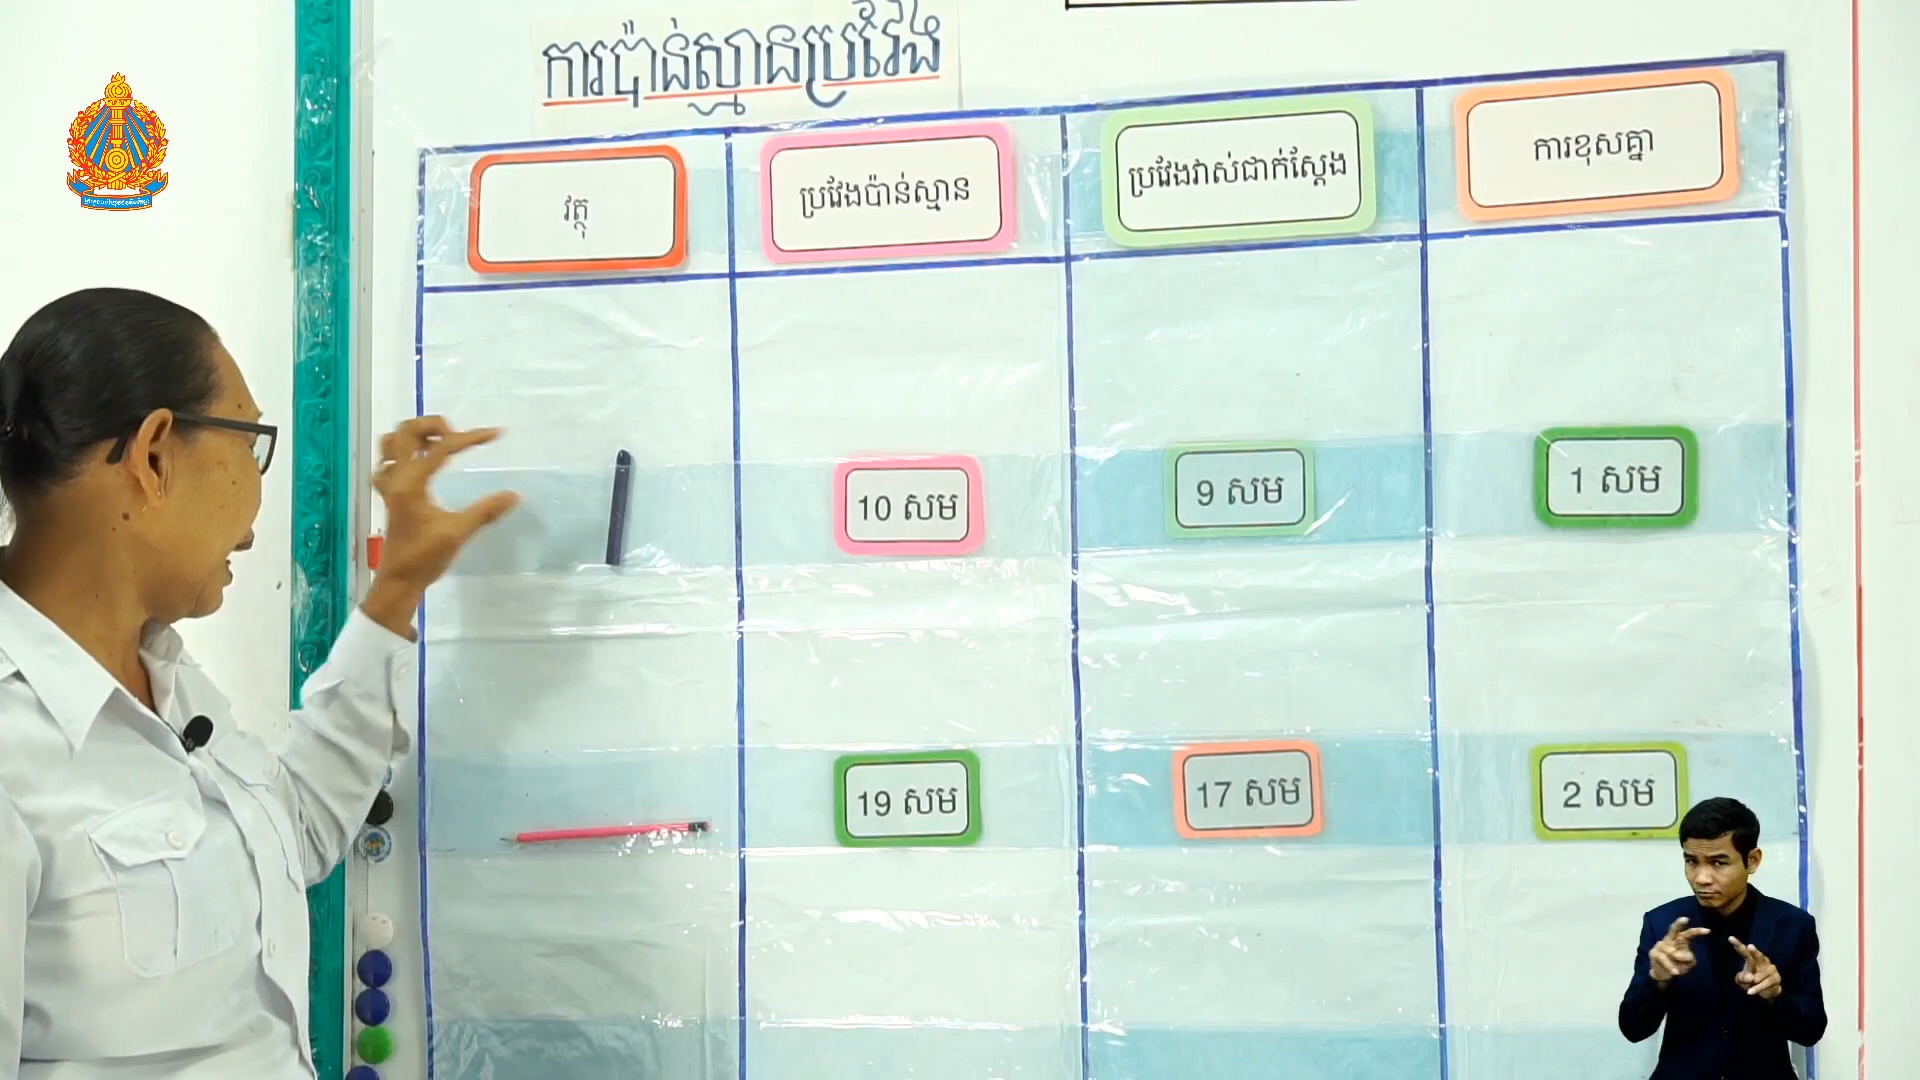 ការប៉ាន់ស្មានប្រវែង
វត្ថុ
ប្រវែងប៉ាន់ស្មាន
ប្រវែងវាស់ជាក់ស្ដែង
ការខុសគ្នា
10 សម
9 សម
1 សម
19 សម
17 សម
2 សម